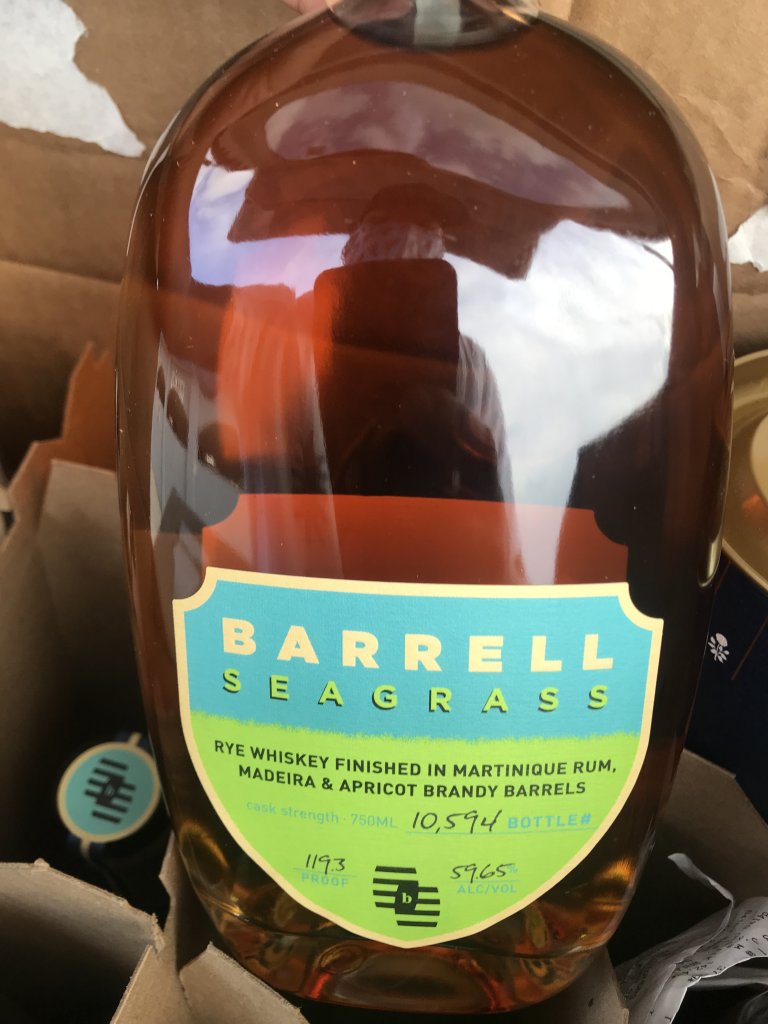 BARRELL
SEAGRASS
RYE WHISKEY FINISHED IN MARTINIQUE RUM,
MADEIRA & APRICOT BRANDY BARRELS
cask strength · 750ML 10,594 BOTTLE#
119.3 59.65%
PROOF ALC/VOL
b